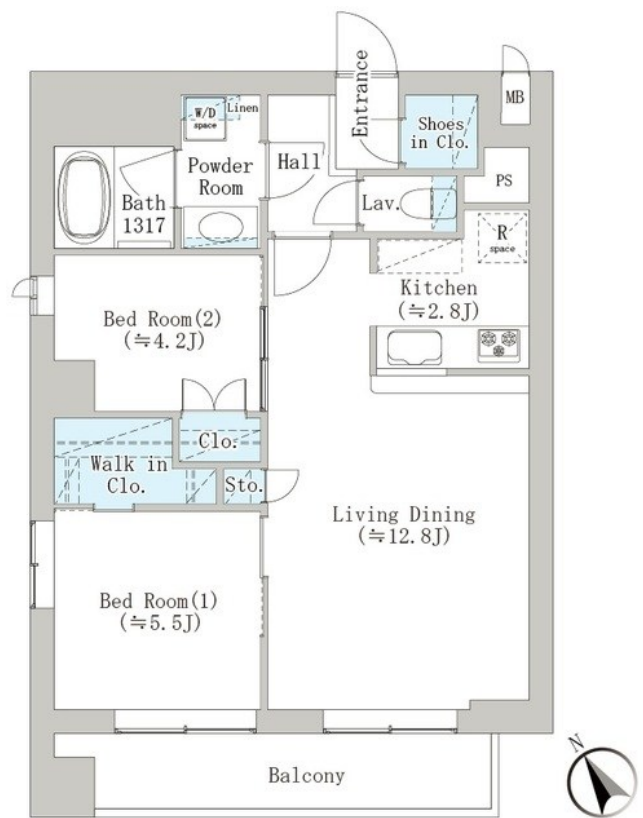 MB
Entrance
Shoes
in Clo.
W/D
space
Linen
Powder
Room
Hall
Lav.
PS
Bath
1317
R
space
Kitchen
(≒2.8J)
Bed Room(2)
(≒4.2J)
Clo.
Walk in
Clo.
Sto.
Living Dining
(≒12.8J)
Bed Room(1)
(≒5.5J)
Balcony
N